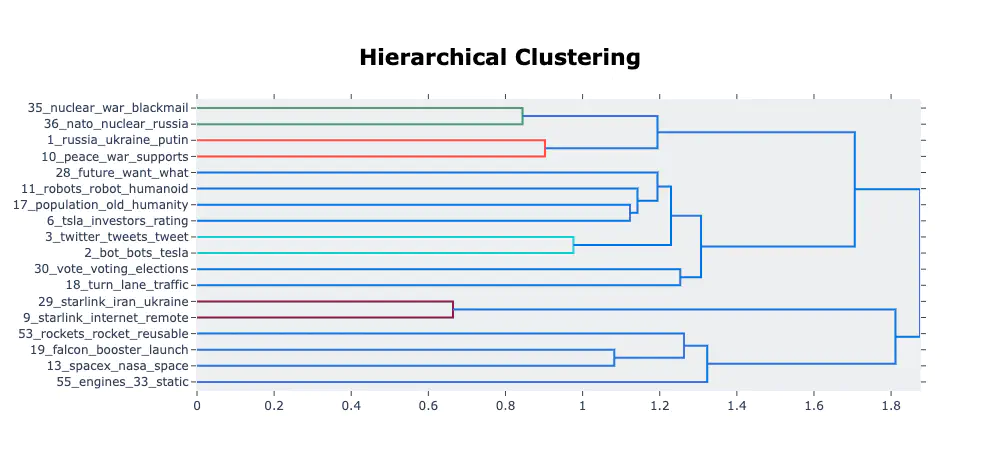 Hierarchical Clustering
35_nuclear_war_blackmail
36_nato_nuclear_russia
1_russia_ukraine_putin
10_peace_war_supports
28_future_want_what
11_robots_robot_humanoid
17_population_old_humanity
6_tsla_investors_rating
3_twitter_tweets_tweet
2_bot_bots_tesla
30_vote_voting_elections
18_turn_lane_traffic
29_starlink_iran_ukraine
9_starlink_internet_remote
53_rockets_rocket_reusable
19_falcon_booster_launch
13_spacex_nasa_space
55_engines_33_static
0 0.2 0.4 0.6 0.8 1 1.2 1.4 1.6 1.8